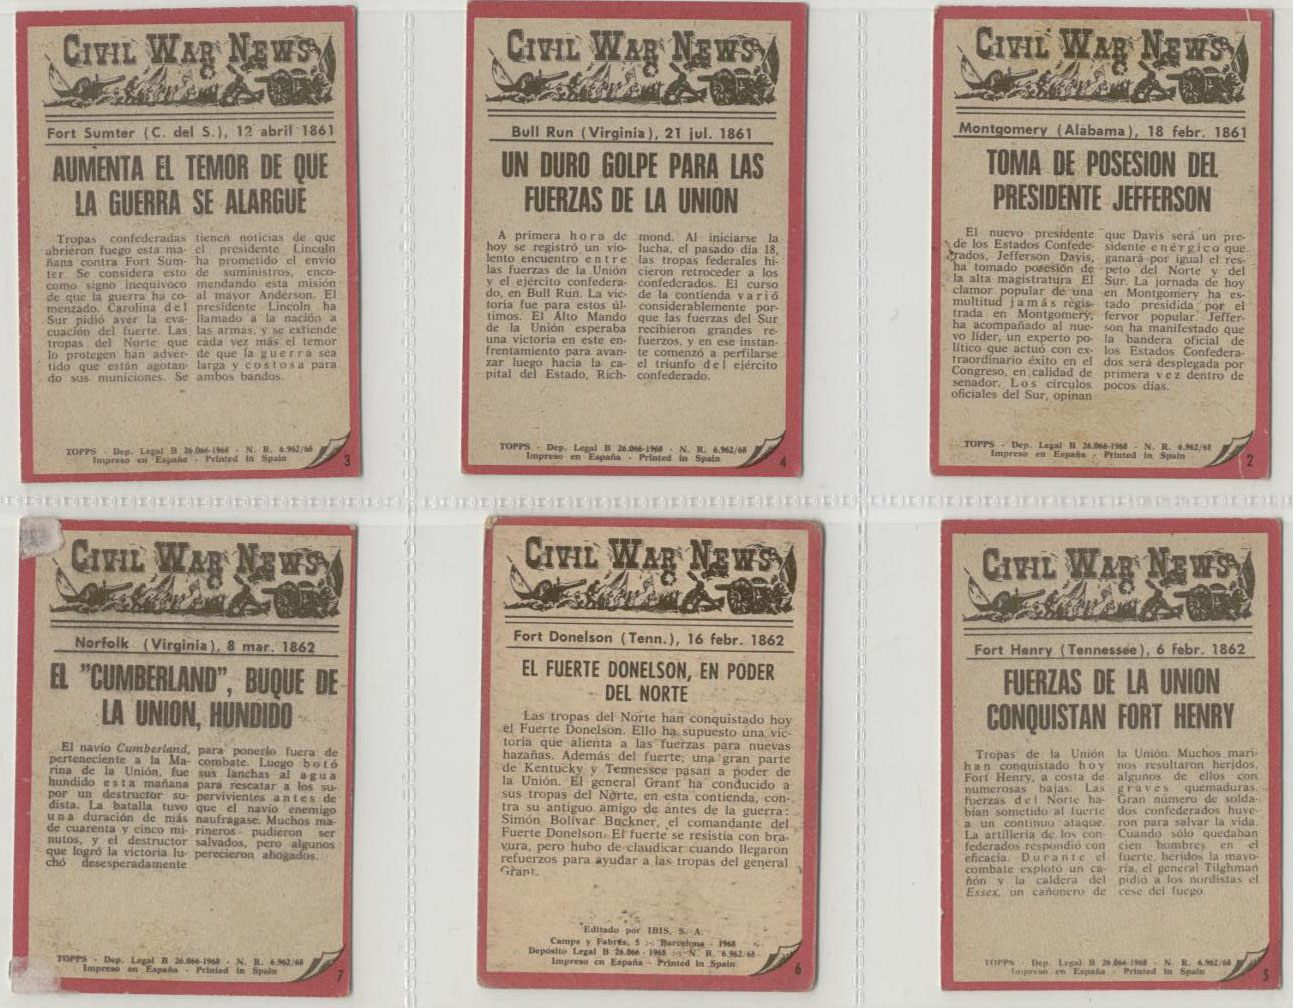 CIVIL WAR NEWS
Fort Sumter (C. del S.), 12 abril 1861
AUMENTA EL TEMOR DE QUE
LA GUERRA SE ALARGUE
Tropas confederadas
abrieron fuego esta ma-
ñana contra Fort Sum-
ter. Se considera esto
como signo inequívoco
de que la guerra ha co-
menzado. Carolina del
Sur pidió ayer la eva-
cuación del fuerte. Las
tropas del Norte que
lo protegen han adver-
tido que están agotan-
do sus municiones. Se
tienen noticias de que
el presidente Lincoln
ha prometido el envío
de suministros, enco-
mendando esta misión
al mayor Anderson. El
presidente Lincoln ha
llamado a la nación a
las armas, y se extiende
cada vez más el temor
de que la guerra sea
larga y costosa para
ambos bandos.
TOPPS - Dep. Legal B 26.066-1968 - N. R. 6.962/68
Impreso en España - Printed in Spain
3
CIVIL WAR NEWS
Bull Run (Virginia), 21 jul. 1861
UN DURO GOLPE PARA LAS
FUERZAS DE LA UNION
A primera hora de
hoy se registró un vio-
lento encuentro entre
las fuerzas de la Unión
y el ejército confedera-
do, en Bull Run. La vic-
toria fue para estos úl-
timos. El Alto Mando
de la Unión esperaba
una victoria en este en-
frentamiento para avan-
zar luego hacia la ca-
pital del Estado, Rich-
mond. Al iniciarse la
lucha, el pasado día 18,
las tropas federales hi-
cieron retroceder a los
confederados. El curso
de la contienda varió
considerablemente por-
que las fuerzas del Sur
recibieron grandes re-
fuerzos, y en ese instan-
te comenzó a perfilarse
el triunfo del ejército
confederado.
TOPPS - Dep. Legal B 26.066-1968 - N. R. 6.962/68
Impreso en España - Printed in Spain
4
CIVIL WAR NEWS
Montgomery (Alabama), 18 febr. 1861
TOMA DE POSESION DEL
PRESIDENTE JEFFERSON
El nuevo presidente
de los Estados Confede-
rados, Jefferson Davis,
ha tomado posesión de
la alta magistratura El
clamor popular de una
multitud jamás regis-
trada en Montgomery,
ha acompañado al nue-
vo líder, un experto po-
lítico que actuó con ex-
traordinario éxito en el
Congreso, en calidad de
senador. Los círculos
oficiales del Sur, opinan
que Davis será un pre-
sidente enérgico que
ganará por igual el res-
peto del Norte y del
Sur. La jornada de hoy
en Montgomery ha es-
tado presidida por el
fervor popular. Jeffer-
son ha manifestado que
la bandera oficial de
los Estados Confedera-
dos será desplegada por
primera vez dentro de
pocos días.
TOPPS - Dep. Legal B 26.066-1968 - N. R. 6.962/68
Impreso en España - Printed in Spain
2
CIVIL WAR NEWS
Norfolk (Virginia), 8 mar. 1862
EL "CUMBERLAND", BUQUE DE
LA UNION, HUNDIDO
El navío Cumberland,
perteneciente a la Ma-
rina de la Unión, fue
hundido esta mañana
por un destructor su-
dista. La batalla tuvo
una duración de más
de cuarenta y cinco mi-
nutos, y el destructor
que logró la victoria lu-
chó desesperadamente
para ponerlo fuera de
combate. Luego botó
sus lanchas al agua
para rescatar a los su-
pervivientes antes de
que el navío enemigo
naufragase. Muchos ma-
rineros pudieron ser
salvados, pero algunos
perecieron ahogados.
TOPPS - Dep. Legal B 26.066-1968 - N. R. 6.962/68
Impreso en España - Printed in Spain
7
CIVIL WAR NEWS
Fort Donelson (Tenn.), 16 febr. 1862
EL FUERTE DONELSON, EN PODER
DEL NORTE
Las tropas del Norte han conquistado hoy
el Fuerte Donelson. Ello ha supuesto una vic-
toria que alienta a las fuerzas para nuevas
hazañas. Además del fuerte, una gran parte
de Kentucky y Tennessee pasan a poder de
la Unión. El general Grant ha conducido a
sus tropas del Norte, en esta contienda, con-
tra su antiguo amigo de antes de la guerra:
Simón Bolívar Buckner, el comandante del
Fuerte Donelson. El fuerte se resistía con bra-
vura, pero hubo de claudicar cuando llegaron
refuerzos para ayudar a las tropas del general
Grant.
Editado por IBIS, S. A.
Camps y Fabrés, 5 :-: Barcelona - 1968
Depósito Legal B 26.066 - 1968 :-: N. R. 6.962/68
Impreso en España - Printed in Spain
6
CIVIL WAR NEWS
Fort Henry (Tennessee), 6 febr. 1862
FUERZAS DE LA UNION
CONQUISTAN FORT HENRY
Tropas de la Unión
han conquistado hoy
Fort Henry, a costa de
numerosas bajas. Las
fuerzas del Norte ha-
bían sometido al fuerte
a un continuo ataque.
La artillería de los con-
federados respondió con
eficacia. Durante el
combate explotó un ca-
ñón y la caldera del
Essex, un cañonero de
la Unión. Muchos mari-
nos resultaron heridos,
algunos de ellos con
graves quemaduras.
Gran número de solda-
dos confederados huye-
ron para salvar la vida.
Cuando sólo quedaban
cien hombres en el
fuerte, heridos la mayo-
ría, el general Tilghman
pidió a los nordistas el
cese del fuego.
TOPPS - Dep. Legal B 26.066-1968 - N. R. 6.962/68
Impreso en España - Printed in Spain
5